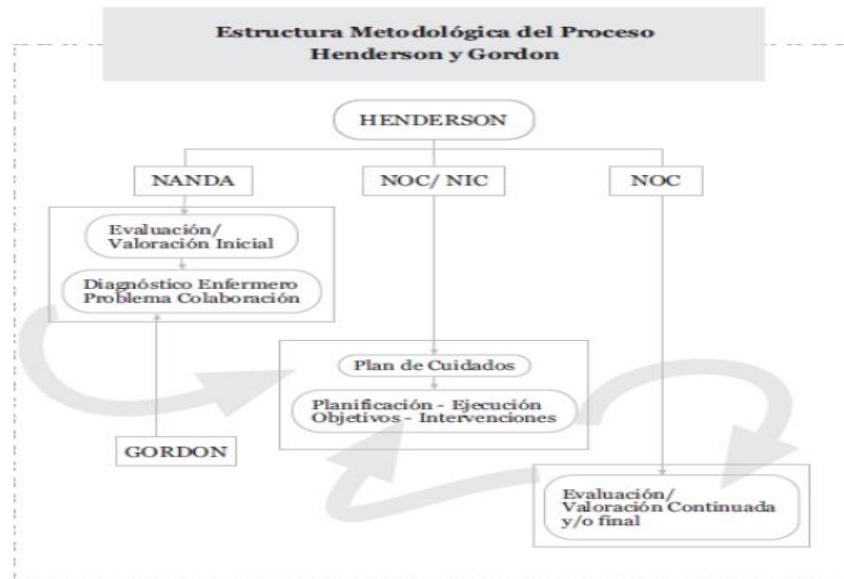 Estructura Metodológica del Proceso
Henderson y Gordon
HENDERSON
NANDA
NOC/ NIC
NOC
Evaluación/
Valoración Inicial
Diagnóstico Enfermero
Problema Colaboración
Plan de Cuidados
Planificación - Ejecución
Objetivos - Intervenciones
GORDON
Evaluación/
Valoración Continuada
y/o final